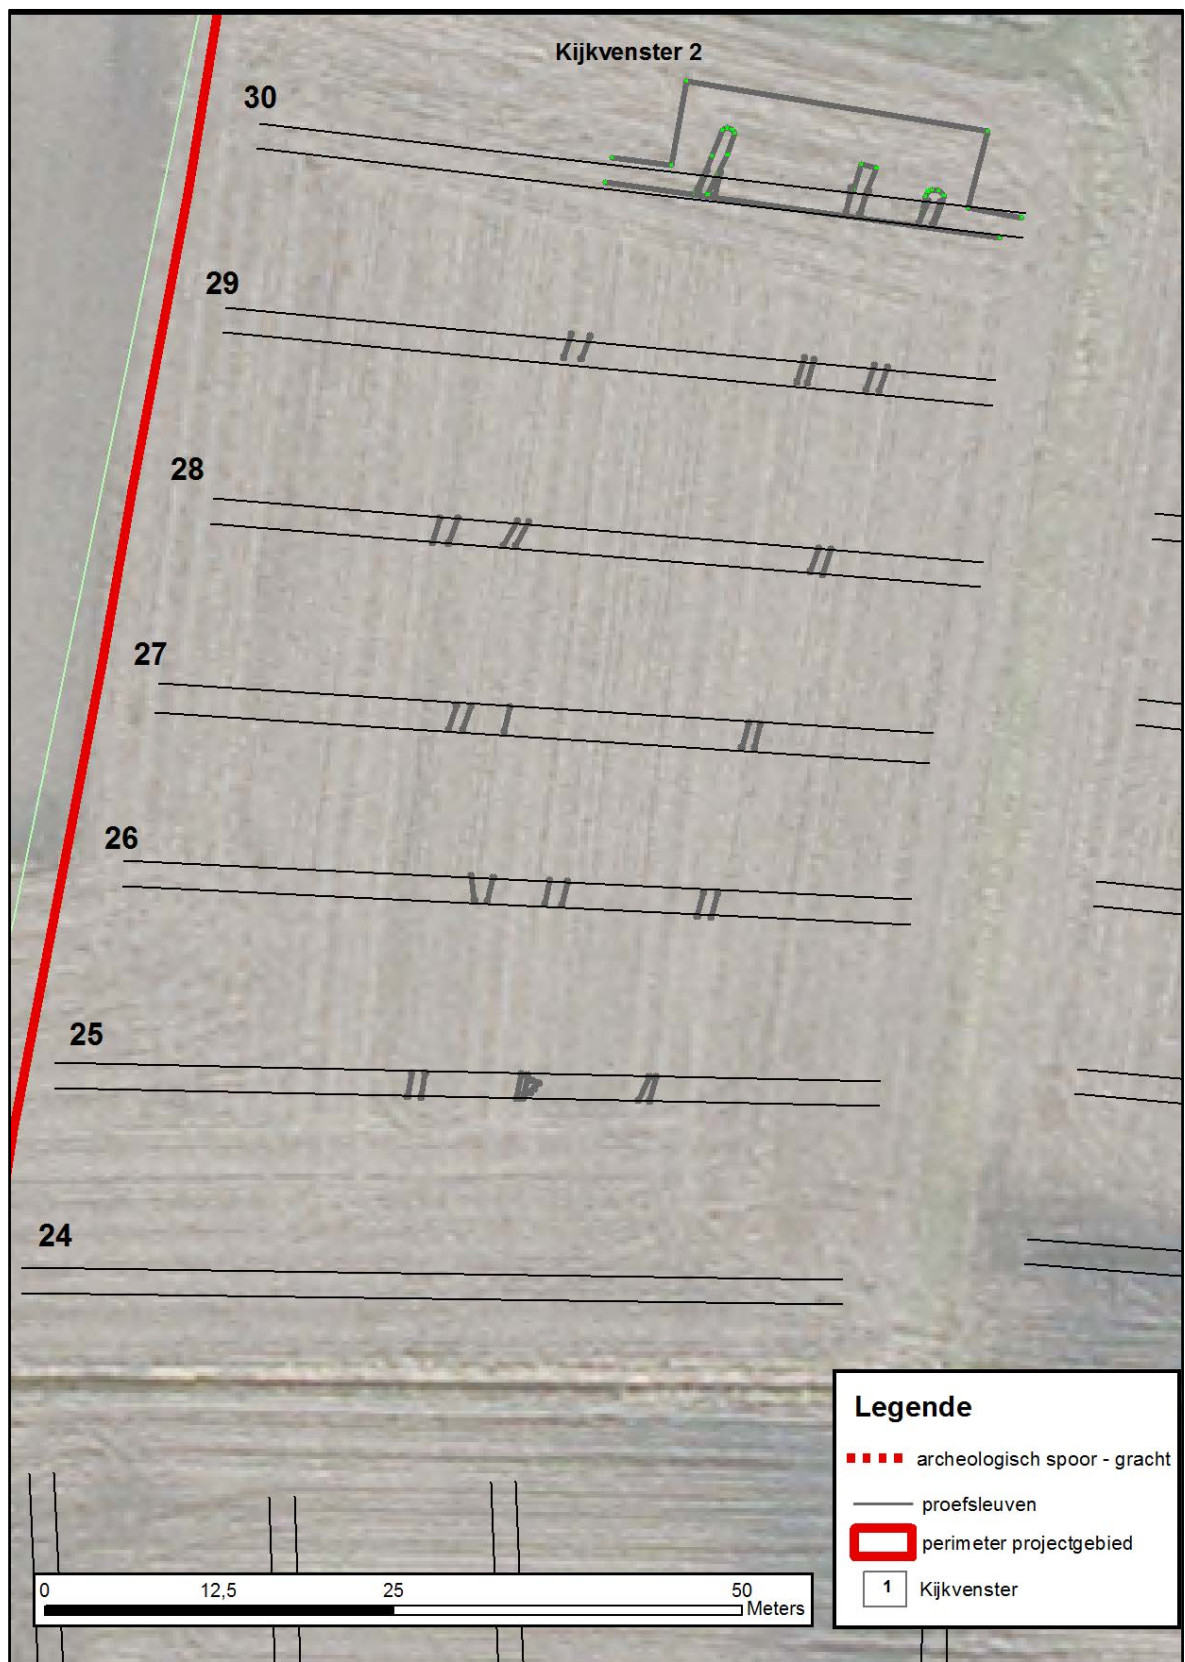 Kijkvenster 2
30
29
28
27
26
25
24
Legende
archeologisch spoor - gracht
proefsleuven
perimeter projectgebied
1 Kijkvenster
0 12,5 25 50
Meters